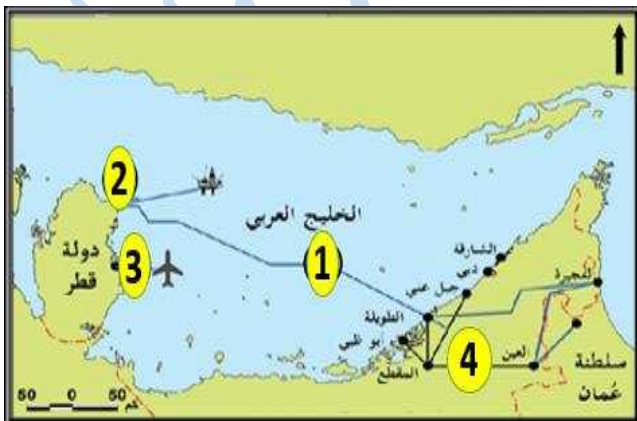 2
الخليج العربي
دولة
قطر
3
1
الشارقة
دبي
جبل علي
الفجيرة
الطويلة
أبو ظبي
4
العين
المقطع
سلطنة
عُمان
50 0 50
كم